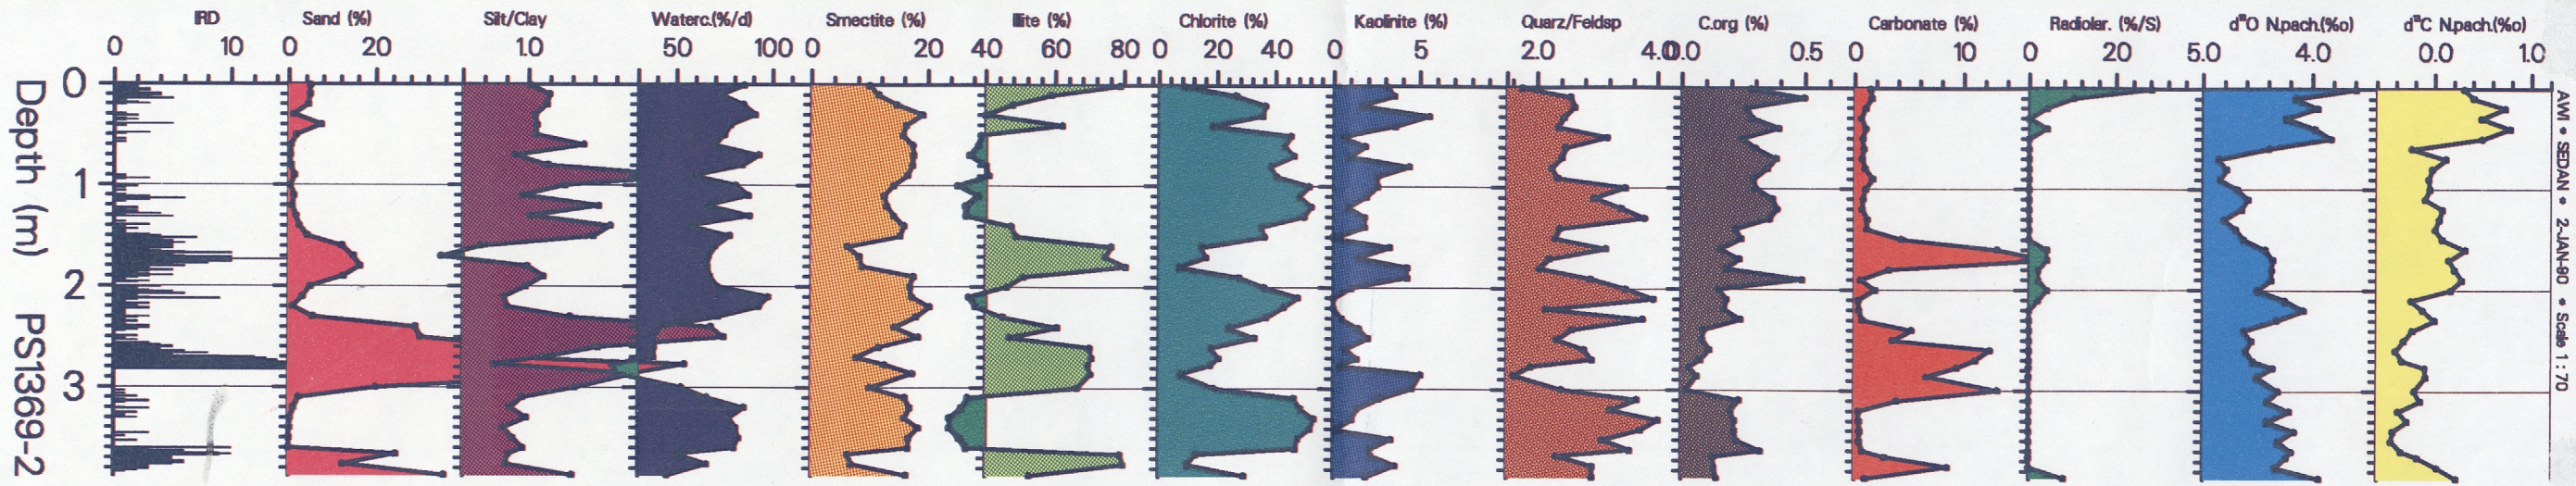 IRD Sand (%) Silt/Clay Waterc.(%/d) Smectite (%) Illite (%) Chlorite (%) Kaolinite (%) Quarz/Feldsp C.org (%) Carbonate (%) Radiolar. (%/S) d¹⁸O N.pach.(%o) d¹³C N.pach.(%o)
0 10 0 20 10 50 100 0 20 40 60 80 0 20 40 0 5 2.0 4.0 0.0 0.5 0 10 0 20 5.0 4.0 0.0 1.0
0
1
2
3
Depth (m) PS1369-2
AWI * SEDAN * 2-JAN-80 * Scale 1 : 70